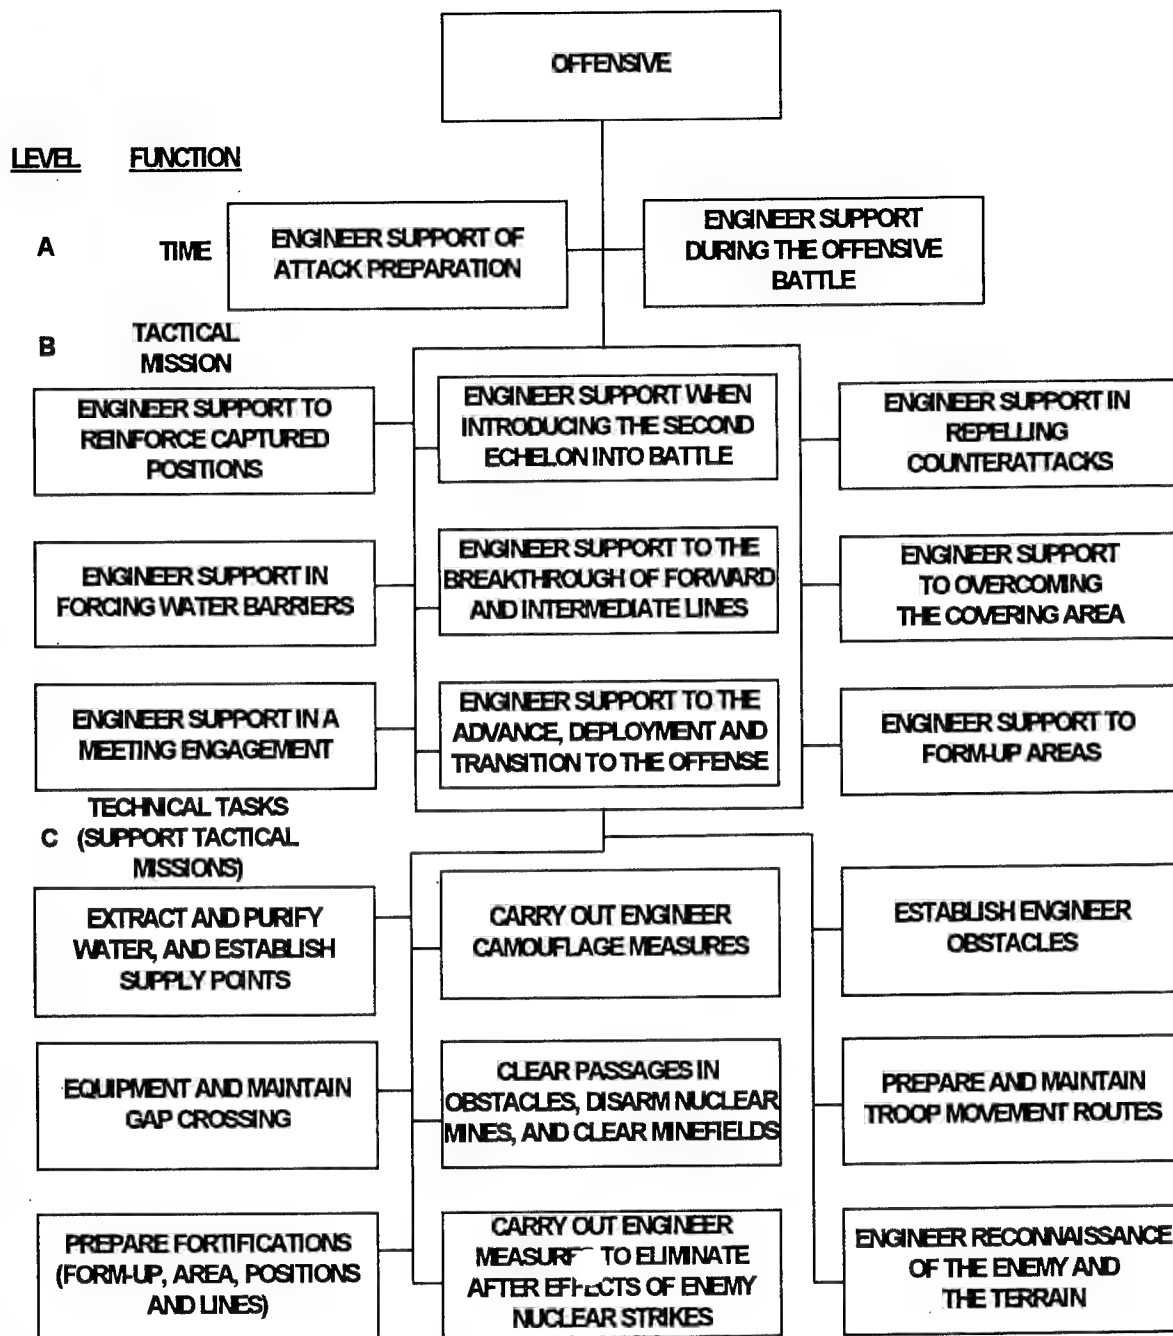 OFFENSIVE
LEVEL FUNCTION
A TIME
ENGINEER SUPPORT OF
ATTACK PREPARATION
ENGINEER SUPPORT
DURING THE OFFENSIVE
BATTLE
B TACTICAL
MISSION
ENGINEER SUPPORT TO
REINFORCE CAPTURED
POSITIONS
ENGINEER SUPPORT WHEN
INTRODUCING THE SECOND
ECHELON INTO BATTLE
ENGINEER SUPPORT IN
REPELLING
COUNTERATTACKS
ENGINEER SUPPORT IN
FORCING WATER BARRIERS
ENGINEER SUPPORT TO THE
BREAKTHROUGH OF FORWARD
AND INTERMEDIATE LINES
ENGINEER SUPPORT
TO OVERCOMING
THE COVERING AREA
ENGINEER SUPPORT IN A
MEETING ENGAGEMENT
ENGINEER SUPPORT TO THE
ADVANCE, DEPLOYMENT AND
TRANSITION TO THE OFFENSE
ENGINEER SUPPORT TO
FORM-UP AREAS
TECHNICAL TASKS
C (SUPPORT TACTICAL
MISSIONS)
EXTRACT AND PURIFY
WATER, AND ESTABLISH
SUPPLY POINTS
CARRY OUT ENGINEER
CAMOUFLAGE MEASURES
ESTABLISH ENGINEER
OBSTACLES
EQUIPMENT AND MAINTAIN
GAP CROSSING
CLEAR PASSAGES IN
OBSTACLES, DISARM NUCLEAR
MINES, AND CLEAR MINEFIELDS
PREPARE AND MAINTAIN
TROOP MOVEMENT ROUTES
PREPARE FORTIFICATIONS
(FORM-UP, AREA, POSITIONS
AND LINES)
CARRY OUT ENGINEER
MEASURES TO ELIMINATE
AFTER EFFECTS OF ENEMY
NUCLEAR STRIKES
ENGINEER RECONNAISSANCE
OF THE ENEMY AND
THE TERRAIN